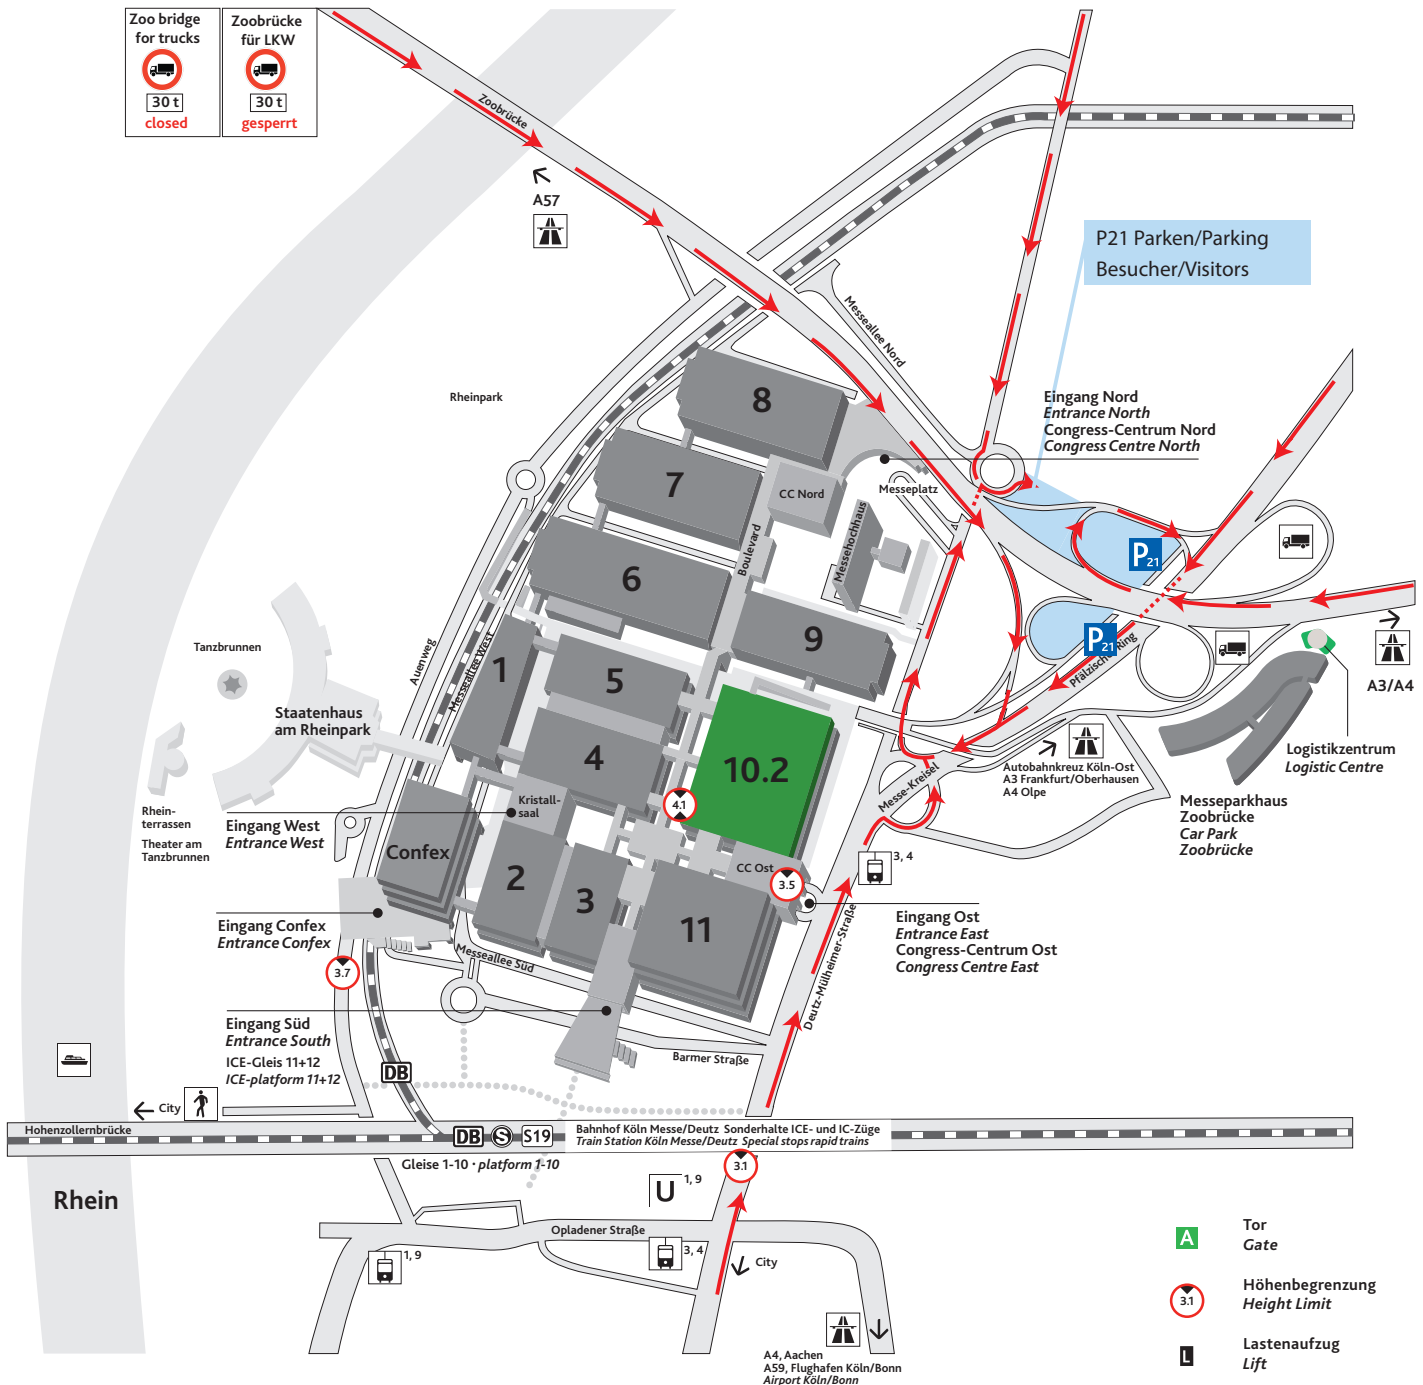 Zoo bridge
for trucks
30 t
closed
Zoobrücke
für LKW
30 t
gesperrt
Zoobrücke
A57
P21 Parken/Parking
Besucher/Visitors
Messeallee Nord
Rheinpark
8
7
6
Eingang Nord
Entrance North
Congress-Centrum Nord
Congress Centre North
CC Nord
Messeplatz
Boulevard
Messehochhaus
P21
P21
Pfälzischer Ring
A3/A4
9
1
5
4
10.2
Auenweg
Messeallee West
Tanzbrunnen
Staatenhaus
am Rheinpark
Rhein-
terrassen
Theater am
Tanzbrunnen
Eingang West
Entrance West
Kristall-
saal
4.1
Messe-Kreisel
Autobahnkreuz Köln-Ost
A3 Frankfurt/Oberhausen
A4 Olpe
Logistikzentrum
Logistic Centre
Messeparkhaus
Zoobrücke
Car Park
Zoobrücke
Confex
2
3
11
CC Ost
3.5
3, 4
Eingang Ost
Entrance East
Congress-Centrum Ost
Congress Centre East
Deutz-Mülheimer-Straße
Eingang Confex
Entrance Confex
3.7
Messeallee Süd
Eingang Süd
Entrance South
ICE-Gleis 11+12
ICE-platform 11+12
Barmer Straße
DB
City
Hohenzollernbrücke
DB
S
S19
Bahnhof Köln Messe/Deutz Sonderhalte ICE- und IC-Züge
Train Station Köln Messe/Deutz Special stops rapid trains
Gleise 1-10 · platform 1-10
3.1
U
1, 9
Rhein
Opladener Straße
1, 9
3, 4
City
A4, Aachen
A59, Flughafen Köln/Bonn
Airport Köln/Bonn
A
Tor
Gate
3.1
Höhenbegrenzung
Height Limit
L
Lastenaufzug
Lift